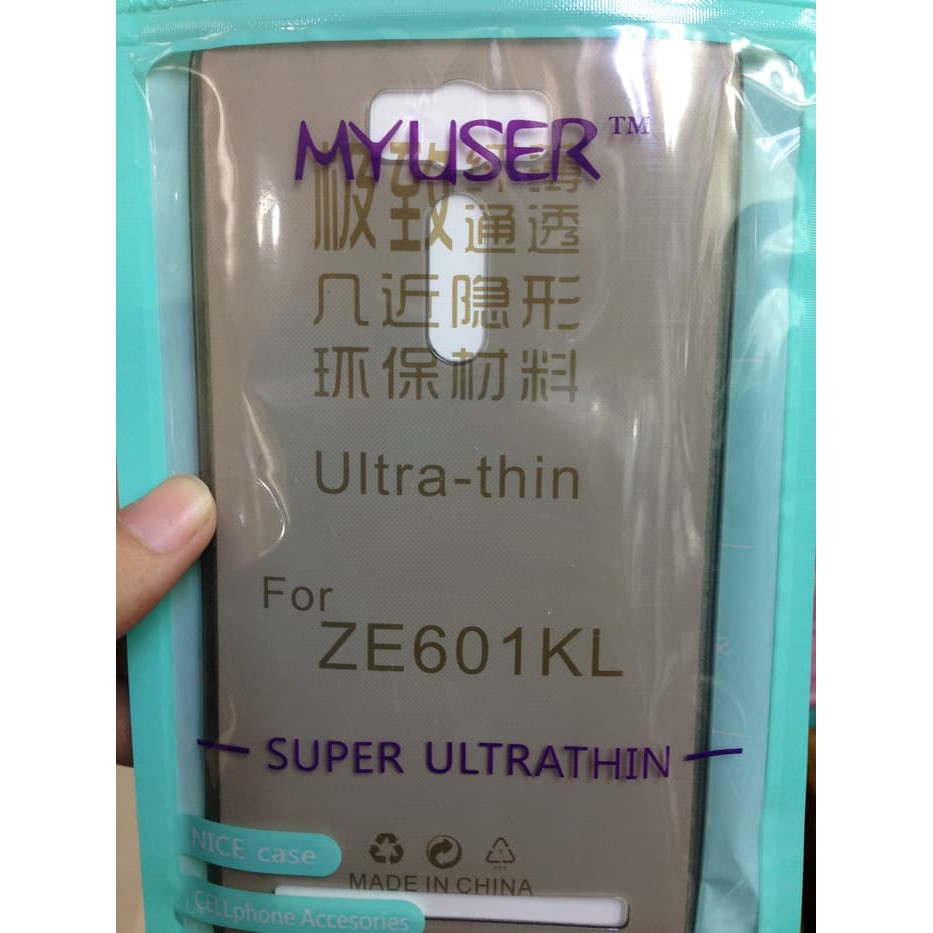 MYUSER™
极致纤薄
通透
几近隐形
环保材料
Ultra-thin
For
ZE601KL
SUPER ULTRATHIN
NICE case
MADE IN CHINA
CELLphone Accesories